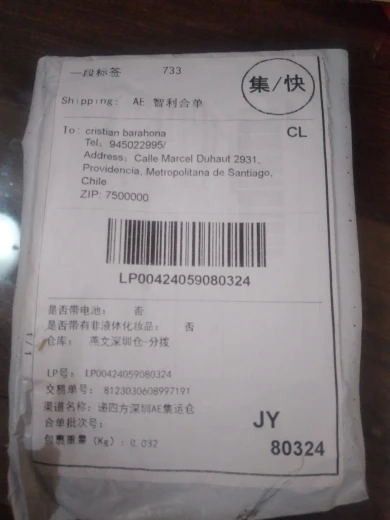 一段标签 733
集/快
Shipping: AE 智利合单
To: cristian barahona
CL
Tel: 945022995/
Address: Calle Marcel Duhaut 2931,
Providencia, Metropolitana de Santiago,
Chile
ZIP: 7500000
LP00424059080324
是否带电池: 否
是否带有非液体化妆品: 否
仓库: 燕文深圳仓-分拨
1/1
LP号: LP00424059080324
交易单号: 8123030608997191
渠道名称: 递四方深圳AE集运仓
合单批次号:
包裹重量(Kg): 0.032
JY
80324